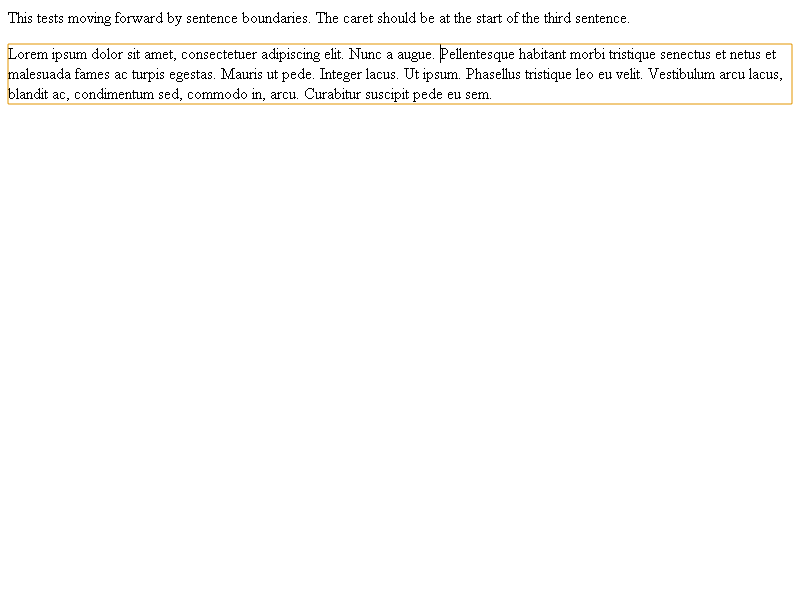 This tests moving forward by sentence boundaries. The caret should be at the start of the third sentence.
Lorem ipsum dolor sit amet, consectetuer adipiscing elit. Nunc a augue. Pellentesque habitant morbi tristique senectus et netus et
malesuada fames ac turpis egestas. Mauris ut pede. Integer lacus. Ut ipsum. Phasellus tristique leo eu velit. Vestibulum arcu lacus,
blandit ac, condimentum sed, commodo in, arcu. Curabitur suscipit pede eu sem.